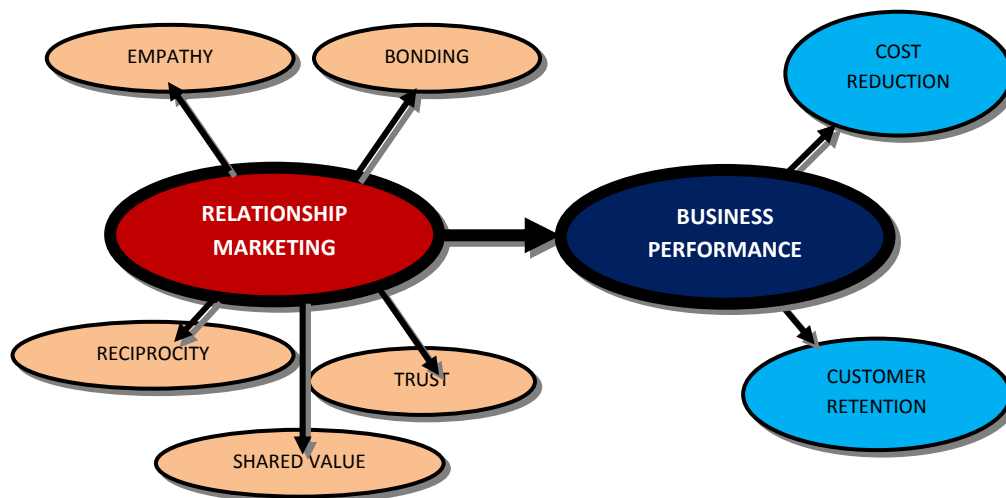 EMPATHY
BONDING
COST
REDUCTION
RELATIONSHIP
MARKETING
BUSINESS
PERFORMANCE
RECIPROCITY
TRUST
CUSTOMER
RETENTION
SHARED VALUE